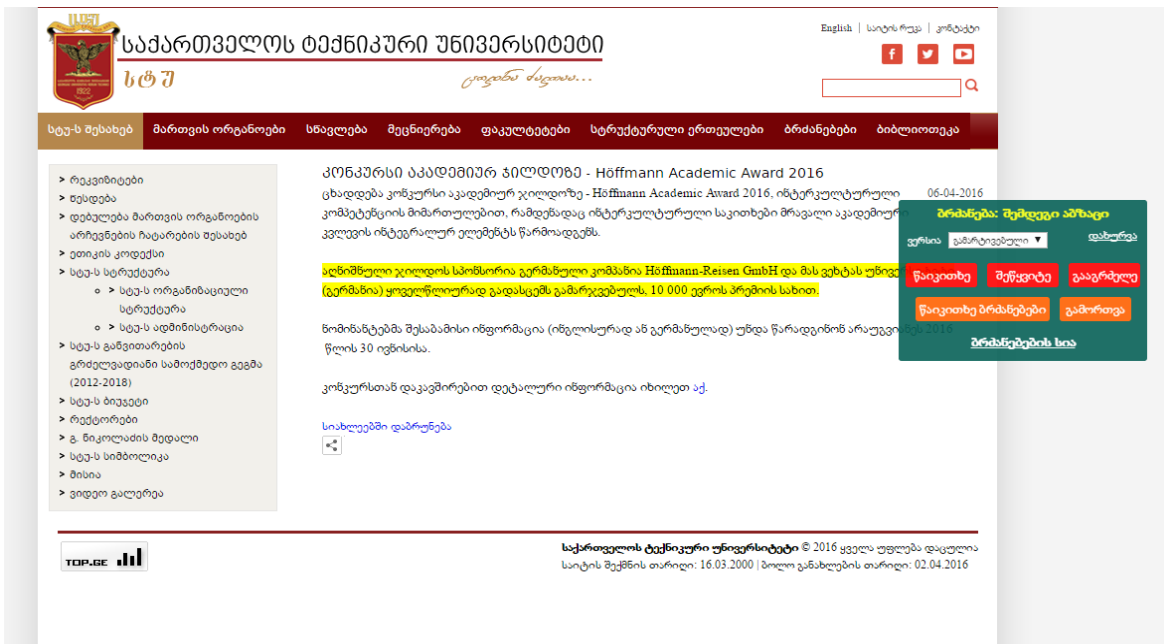 English | საიტის რუკა | კონტაქტი
საქართველოს ტექნიკური უნივერსიტეტი
სტუ
1922
სტუ-ს შესახებ მართვის ორგანოები სწავლება მეცნიერება ფაკულტეტები სტრუქტურული ერთეულები ბრძანებები ბიბლიოთეკა
> რეკვიზიტები
> წესდება
> დებულება მართვის ორგანოების
არჩევნების ჩატარების შესახებ
> ეთიკის კოდექსი
> სტუ-ს სტრუქტურა
> სტუ-ს ორგანიზაციული
სტრუქტურა
> სტუ-ს ადმინისტრაცია
> სტუ-ს განვითარების
გრძელვადიანი სამოქმედო გეგმა
(2012-2018)
> სტუ-ს ბიუჯეტი
> რექტორები
> გ. ნიკოლაძის მედალი
> სტუ-ს სიმბოლიკა
> მისია
> ვიდეო გალერეა
კონკურსი აკადემიურ ჯილდოზე - Höffmann Academic Award 2016
06-04-2016
ცხადდება კონკურსი აკადემიურ ჯილდოზე - Höffmann Academic Award 2016, ინტერკულტურული
კომპეტენციის მიმართულებით, რამდენადაც ინტერკულტურული საკითხები მრავალი აკადემიური
კვლევის ინტეგრალურ ელემენტს წარმოადგენს.
აღნიშნული ჯილდოს სპონსორია გერმანული კომპანია Höffmann-Reisen GmbH და მას ვეხტას
(გერმანია) ყოველწლიურად გადასცემს გამარჯვებულს, 10 000 ევროს პრემიის სახით.
ნომინანტებმა შესაბამისი ინფორმაცია (ინგლისურად ან გერმანულად) უნდა წარადგინონ არაუგვიანეს 2016
წლის 30 ივნისისა.
კონკურსთან დაკავშირებით დეტალური ინფორმაცია იხილეთ აქ.
სიახლეებში დაბრუნება
ბრძანება: შემდეგი აბზაცი
ვერსია გამარტივებული ▼ დახურვა
წაიკითხე შეწყვიტე გააგრძელე
წაიკითხე ბრძანებები გამორთვა
ბრძანებების სია
TOP.GE
საქართველოს ტექნიკური უნივერსიტეტი © 2016 ყველა უფლება დაცულია
საიტის შექმნის თარიღი: 16.03.2000 | ბოლო განახლების თარიღი: 02.04.2016